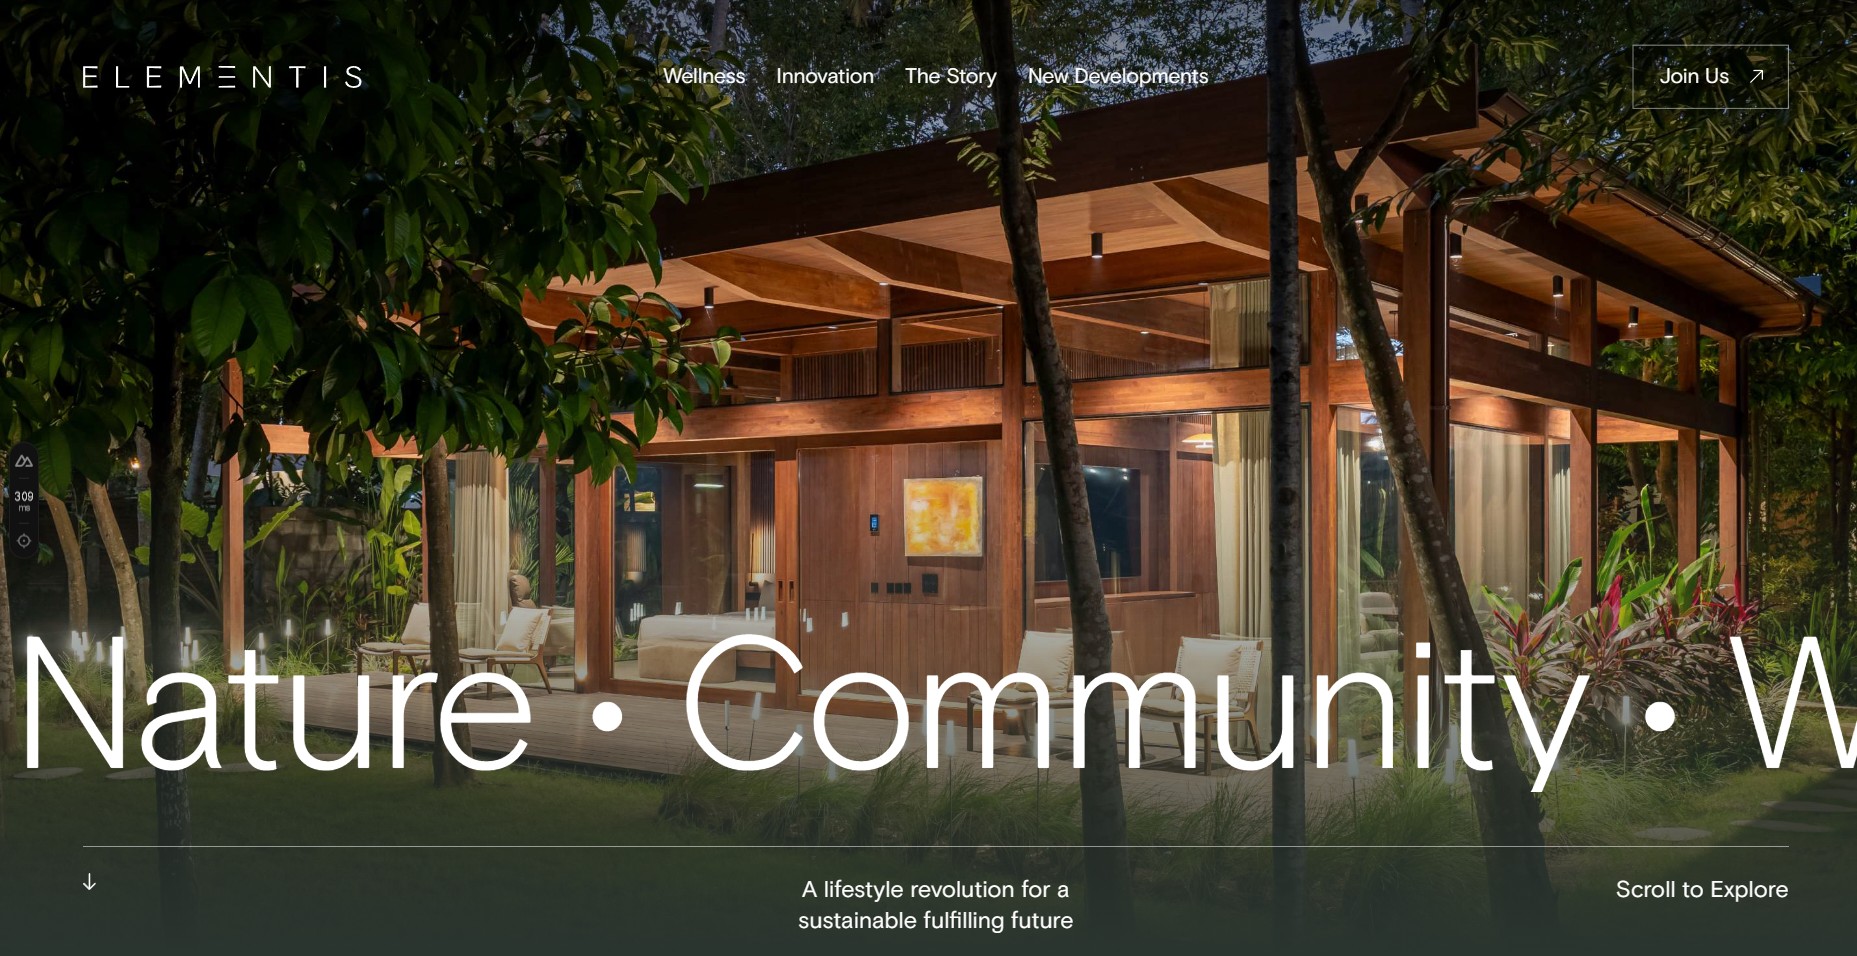 ELEMENTIS
Wellness Innovation The Story New Developments
Join Us
309
ms
Nature • Community • W
A lifestyle revolution for a
sustainable fulfilling future
Scroll to Explore